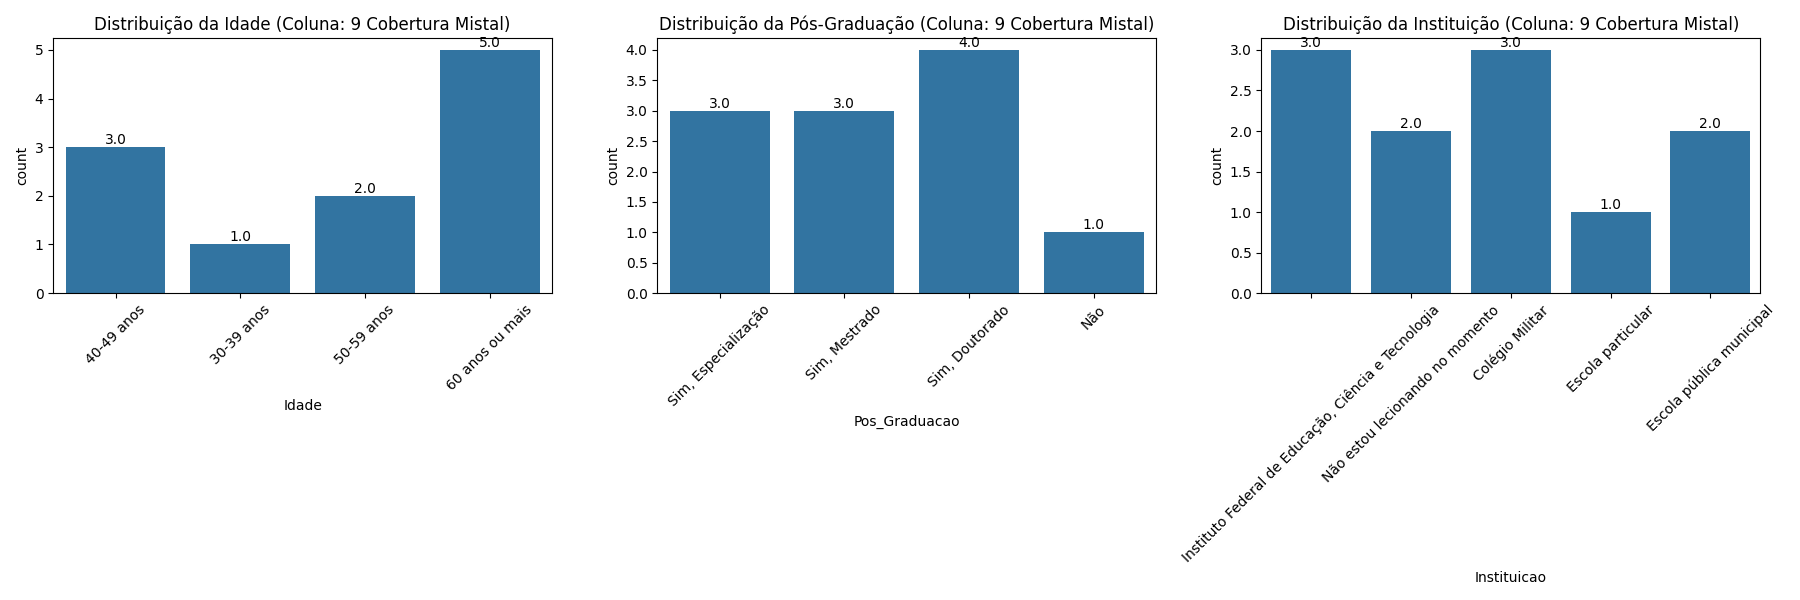 Distribuição da Idade (Coluna: 9 Cobertura Mistal)
count
5
4
3
2
1
0
3.0
1.0
2.0
5.0
40-49 anos
30-39 anos
50-59 anos
60 anos ou mais
Idade
Distribuição da Pós-Graduação (Coluna: 9 Cobertura Mistal)
count
4.0
3.5
3.0
2.5
2.0
1.5
1.0
0.5
0.0
3.0
3.0
4.0
1.0
Sim, Especialização
Sim, Mestrado
Sim, Doutorado
Não
Pos_Graduacao
Distribuição da Instituição (Coluna: 9 Cobertura Mistal)
count
3.0
2.5
2.0
1.5
1.0
0.5
0.0
3.0
2.0
3.0
1.0
2.0
Instituto Federal de Educação, Ciência e Tecnologia
Não estou lecionando no momento
Colégio Militar
Escola particular
Escola pública municipal
Instituicao